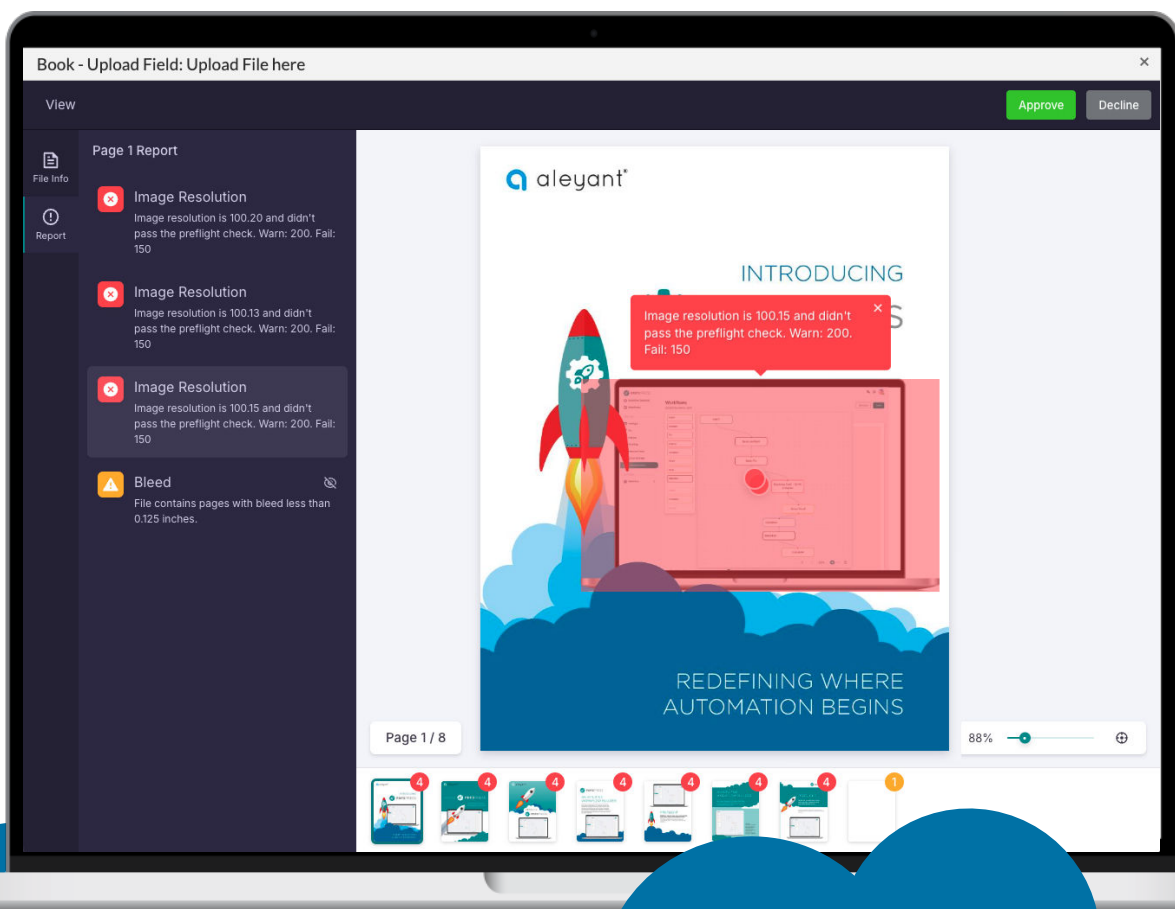 Book - Upload Field: Upload File here
×
View
Approve
Decline
File Info
Report
Page 1 Report
Image Resolution
Image resolution is 100.20 and didn't
pass the preflight check. Warn: 200. Fail:
150
Image Resolution
Image resolution is 100.13 and didn't
pass the preflight check. Warn: 200. Fail:
150
Image Resolution
Image resolution is 100.15 and didn't
pass the preflight check. Warn: 200. Fail:
150
Bleed
File contains pages with bleed less than
0.125 inches.
aleyant
INTRODUCING
S
Image resolution is 100.15 and didn't
pass the preflight check. Warn: 200.
Fail: 150
Workflows
REDEFINING WHERE
AUTOMATION BEGINS
Page 1 / 8
88%
4
4
4
4
4
4
4
1